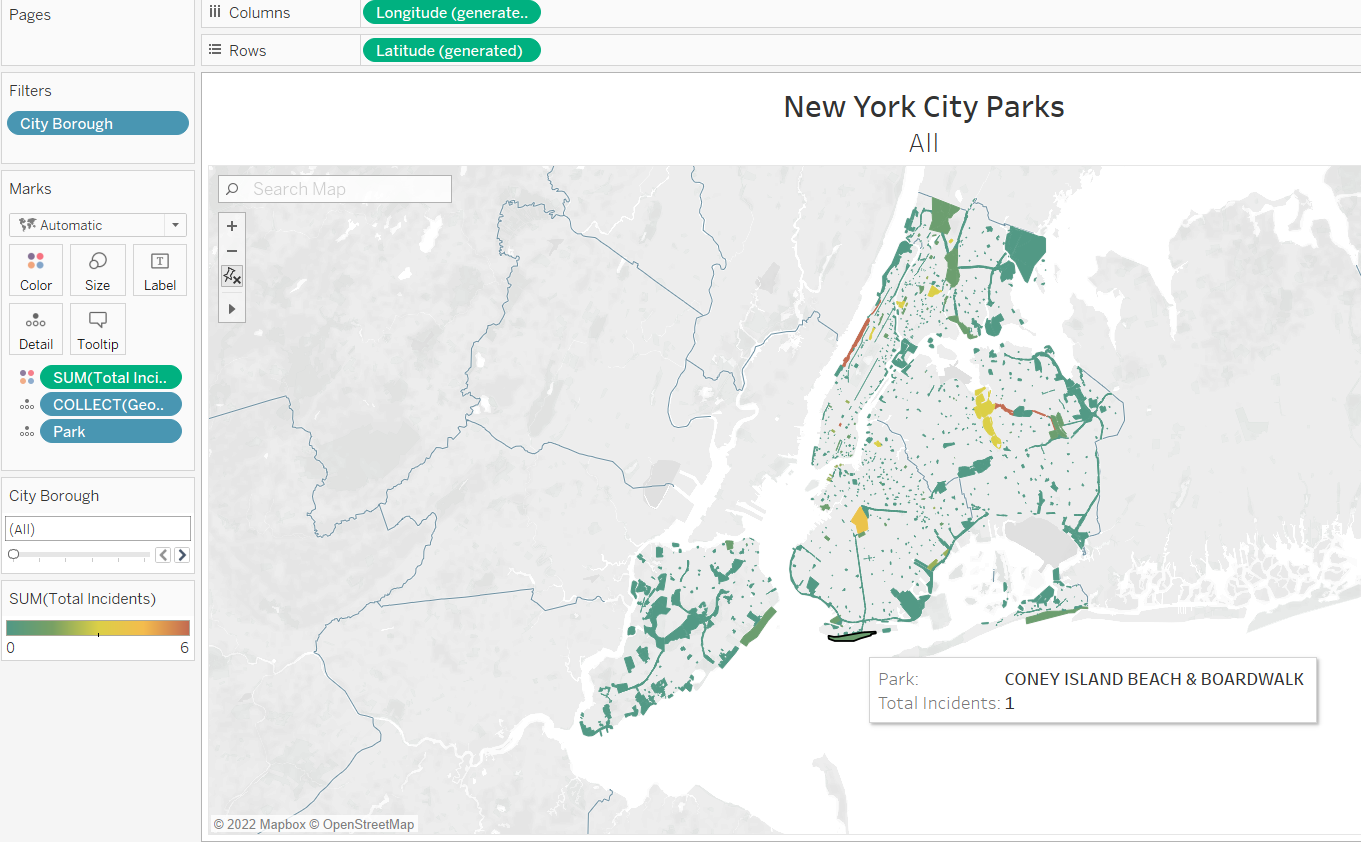 Pages
Columns
Longitude (generate..
Rows
Latitude (generated)
Filters
City Borough
New York City Parks
All
Marks
Search Map
Automatic
Color
Size
Label
Detail
Tooltip
SUM(Total Inci..
COLLECT(Geo..
Park
City Borough
(All)
SUM(Total Incidents)
0
6
Park: CONEY ISLAND BEACH & BOARDWALK
Total Incidents: 1
© 2022 Mapbox © OpenStreetMap